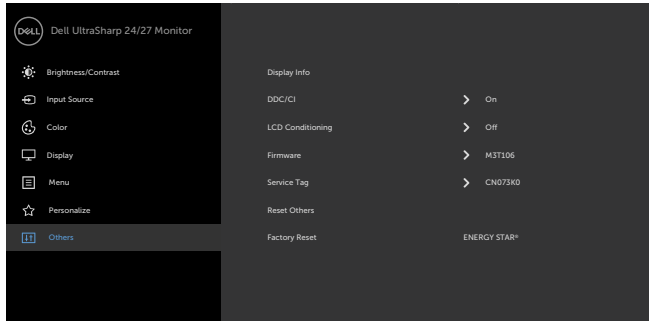 DELL Dell UltraSharp 24/27 Monitor
Brightness/Contrast Display Info
Input Source DDC/CI On
Color LCD Conditioning Off
Display Firmware M3T106
Menu Service Tag CN073K0
Personalize Reset Others
Others Factory Reset ENERGY STAR®